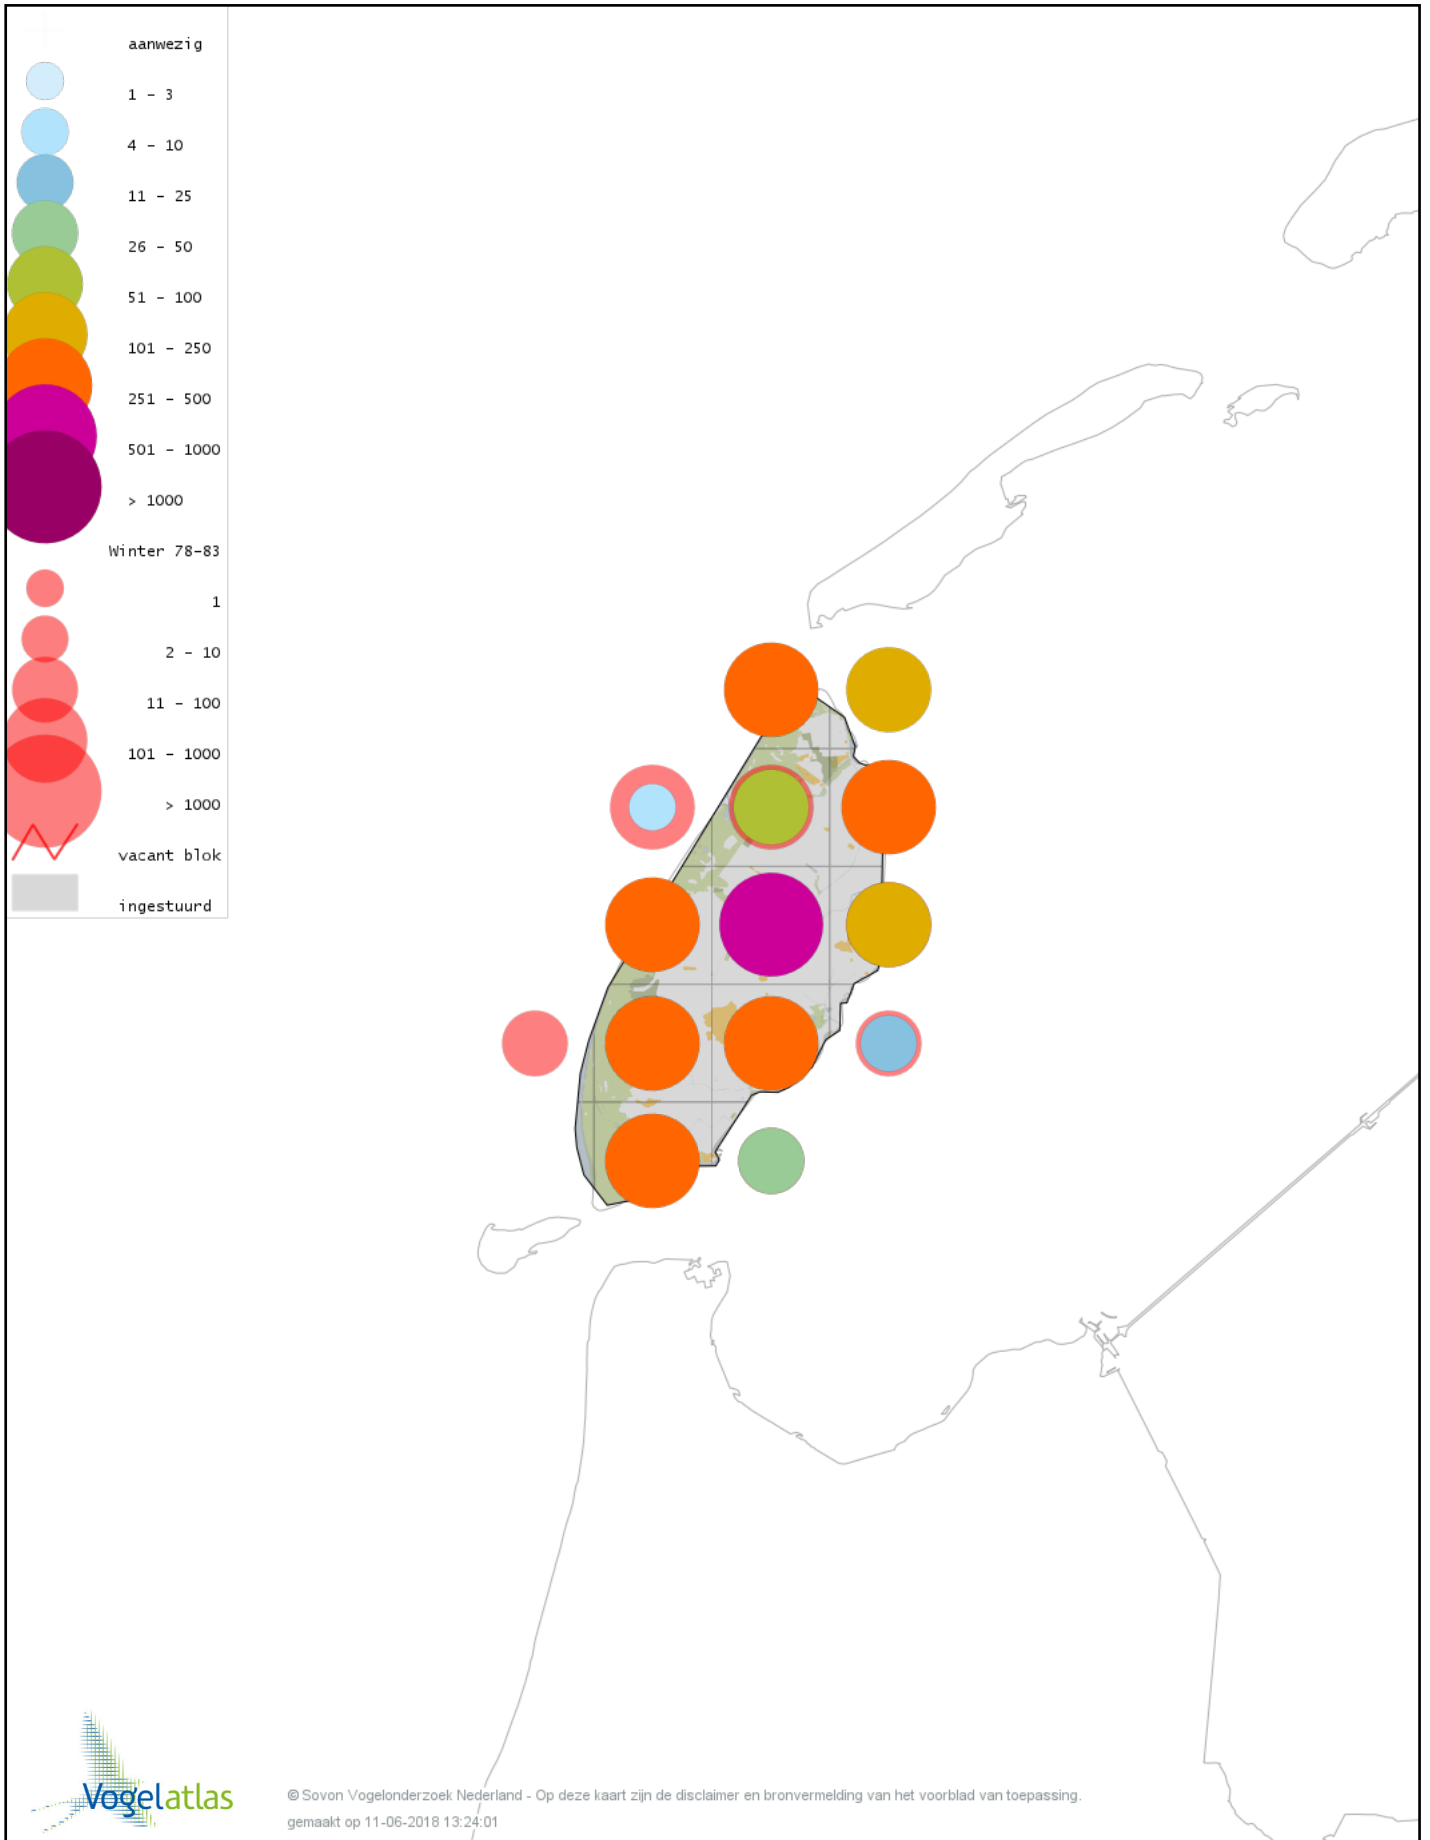 aanwezig
1 - 3
4 - 10
11 - 25
26 - 50
51 - 100
101 - 250
251 - 500
501 - 1000
> 1000
Winter 78-83
1
2 - 10
11 - 100
101 - 1000
> 1000
vacant blok
ingestuurd
Vogelatlas
© Sovon Vogelonderzoek Nederland - Op deze kaart zijn de disclaimer en bronvermelding van het voorblad van toepassing.
gemaakt op 11-06-2018 13:24:01